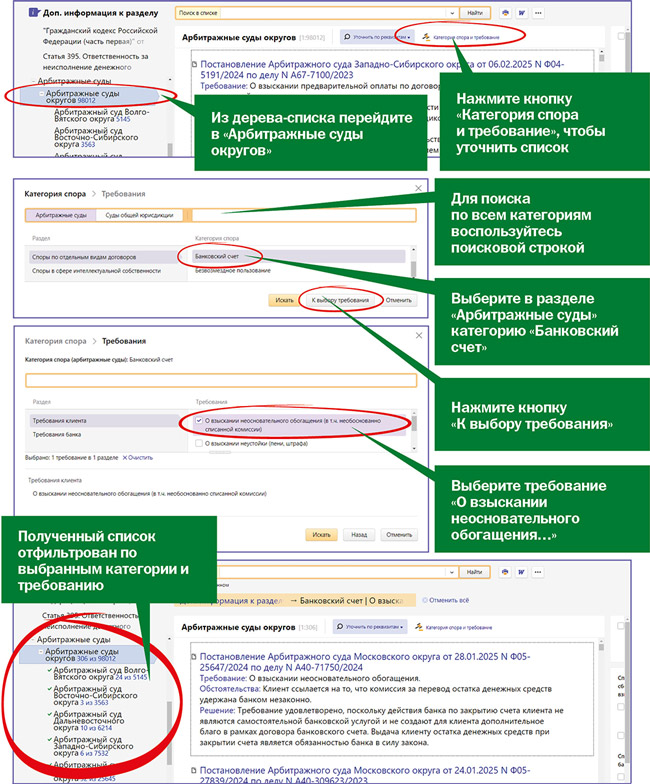 Доп. информация к разделу
"Гражданский кодекс Российской
Федерации (часть первая)" от
Статья 395. Ответственность за
неисполнение денежного
Арбитражные суды
Арбитражные суды
округов 98012
Арбитражный суд Волго-
Вятского округа 5145
Арбитражный суд
Восточно-Сибирского
округа 3563
Арбитражный суд
Поиск в списке
Найти
Арбитражные суды округов [1:98012]
Уточнить по реквизитам
Категория спора и требование
Постановление Арбитражного суда Западно-Сибирского округа от 06.02.2025 N Ф04-
5191/2024 по делу N А67-7100/2023
Требование: О взыскании предварительной оплаты по договор
Из дерева-списка перейдите
в «Арбитражные суды
округов»
Нажмите кнопку
«Категория спора
и требование», чтобы
уточнить список
Категория спора > Требования
Арбитражные суды
Суды общей юрисдикции
Раздел
Категория спора
Споры по отдельным видам договоров
Банковский счет
Споры в сфере интеллектуальной собственности
Безвозмездное пользование
Искать
К выбору требования
Отменить
Для поиска
по всем категориям
воспользуйтесь
поисковой строкой
Выберите в разделе
«Арбитражные суды»
категорию «Банковский
счет»
Категория спора > Требования
Категория спора (арбитражные суды): Банковский счет
Раздел
Требования
Требования клиента
О взыскании неосновательного обогащения (в т.ч. необоснованно
списанной комиссии)
Требования банка
О взыскании неустойки (пени, штрафа)
Выбрано: 1 требование в 1 разделе × Очистить
Требования клиента
О взыскании неосновательного обогащения (в т.ч. необоснованно списанной комиссии)
Искать
Назад
Отменить
Нажмите кнопку
«К выбору требования»
Выберите требование
«О взыскании
неосновательного
обогащения...»
Полученный список
отфильтрован по
выбранным категории и
требованию
Найти
нформация к раздел → Банковский счет | О взыска
Отменить всё
Статья 395. Ответственность
неисполнение денежного
Арбитражные суды
Арбитражные суды
округов 306 из 98012
Арбитражный суд Волго-
Вятского округа 24 из 5145
Арбитражный суд
Восточно-Сибирского
округа 3 из 3563
Арбитражный суд
Дальневосточного
округа 10 из 6214
Арбитражный суд
Западно-Сибирского
округа 6 из 7532
Арбитражный суд
Арбитражные суды округов [1:306]
Уточнить по реквизитам
Категория спора и требование
Постановление Арбитражного суда Московского округа от 28.01.2025 N Ф05-
25647/2024 по делу N А40-71750/2024
Требование: О взыскании неосновательного обогащения.
Обстоятельства: Клиент ссылается на то, что комиссия за перевод остатка денежных средств
удержана банком незаконно.
Решение: Требование удовлетворено, поскольку действия банка по закрытию счета клиента не
являются самостоятельной банковской услугой и не создают для клиента дополнительное
благо в рамках договора банковского счета. Выдача клиенту остатка денежных средств при
закрытии счета является обязанностью банка в силу закона.
Постановление Арбитражного суда Московского округа от 24.01.2025 N Ф05-
27839/2024 по делу N А40-309623/2023